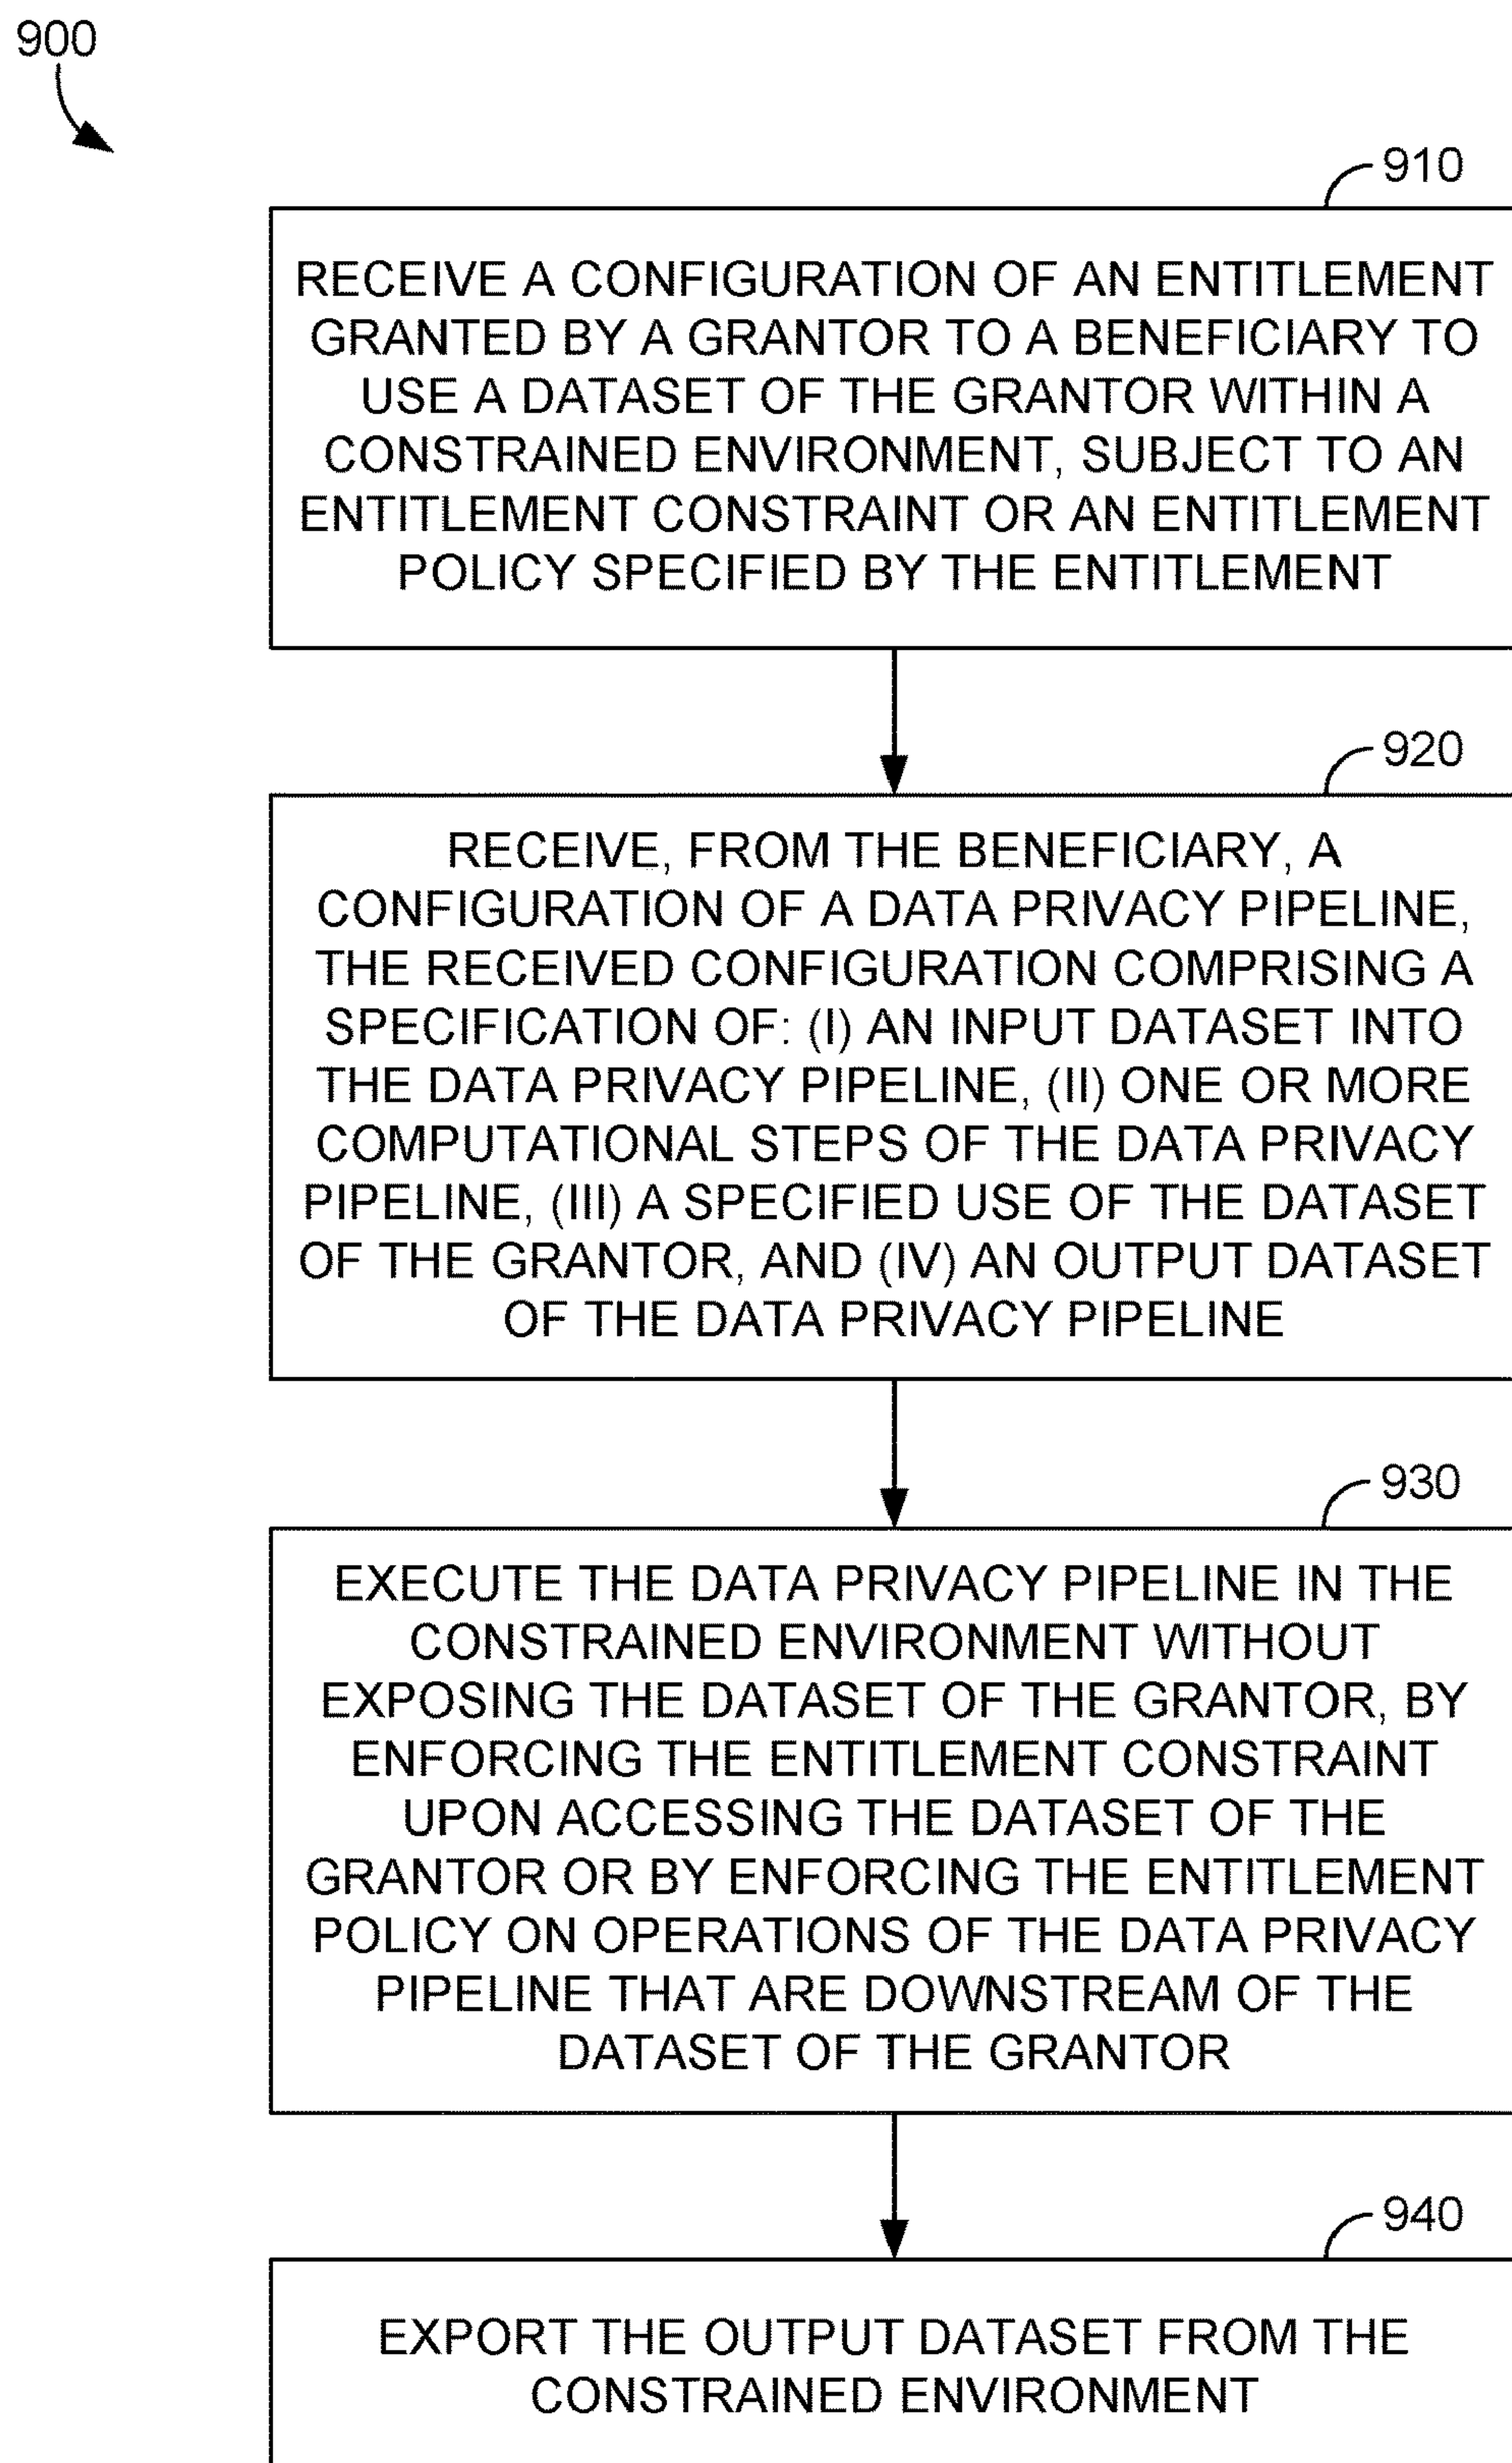 900
910
RECEIVE A CONFIGURATION OF AN ENTITLEMENT
GRANTED BY A GRANTOR TO A BENEFICIARY TO
USE A DATASET OF THE GRANTOR WITHIN A
CONSTRAINED ENVIRONMENT, SUBJECT TO AN
ENTITLEMENT CONSTRAINT OR AN ENTITLEMENT
POLICY SPECIFIED BY THE ENTITLEMENT
920
RECEIVE, FROM THE BENEFICIARY, A
CONFIGURATION OF A DATA PRIVACY PIPELINE,
THE RECEIVED CONFIGURATION COMPRISING A
SPECIFICATION OF: (I) AN INPUT DATASET INTO
THE DATA PRIVACY PIPELINE, (II) ONE OR MORE
COMPUTATIONAL STEPS OF THE DATA PRIVACY
PIPELINE, (III) A SPECIFIED USE OF THE DATASET
OF THE GRANTOR, AND (IV) AN OUTPUT DATASET
OF THE DATA PRIVACY PIPELINE
930
EXECUTE THE DATA PRIVACY PIPELINE IN THE
CONSTRAINED ENVIRONMENT WITHOUT
EXPOSING THE DATASET OF THE GRANTOR, BY
ENFORCING THE ENTITLEMENT CONSTRAINT
UPON ACCESSING THE DATASET OF THE
GRANTOR OR BY ENFORCING THE ENTITLEMENT
POLICY ON OPERATIONS OF THE DATA PRIVACY
PIPELINE THAT ARE DOWNSTREAM OF THE
DATASET OF THE GRANTOR
940
EXPORT THE OUTPUT DATASET FROM THE
CONSTRAINED ENVIRONMENT